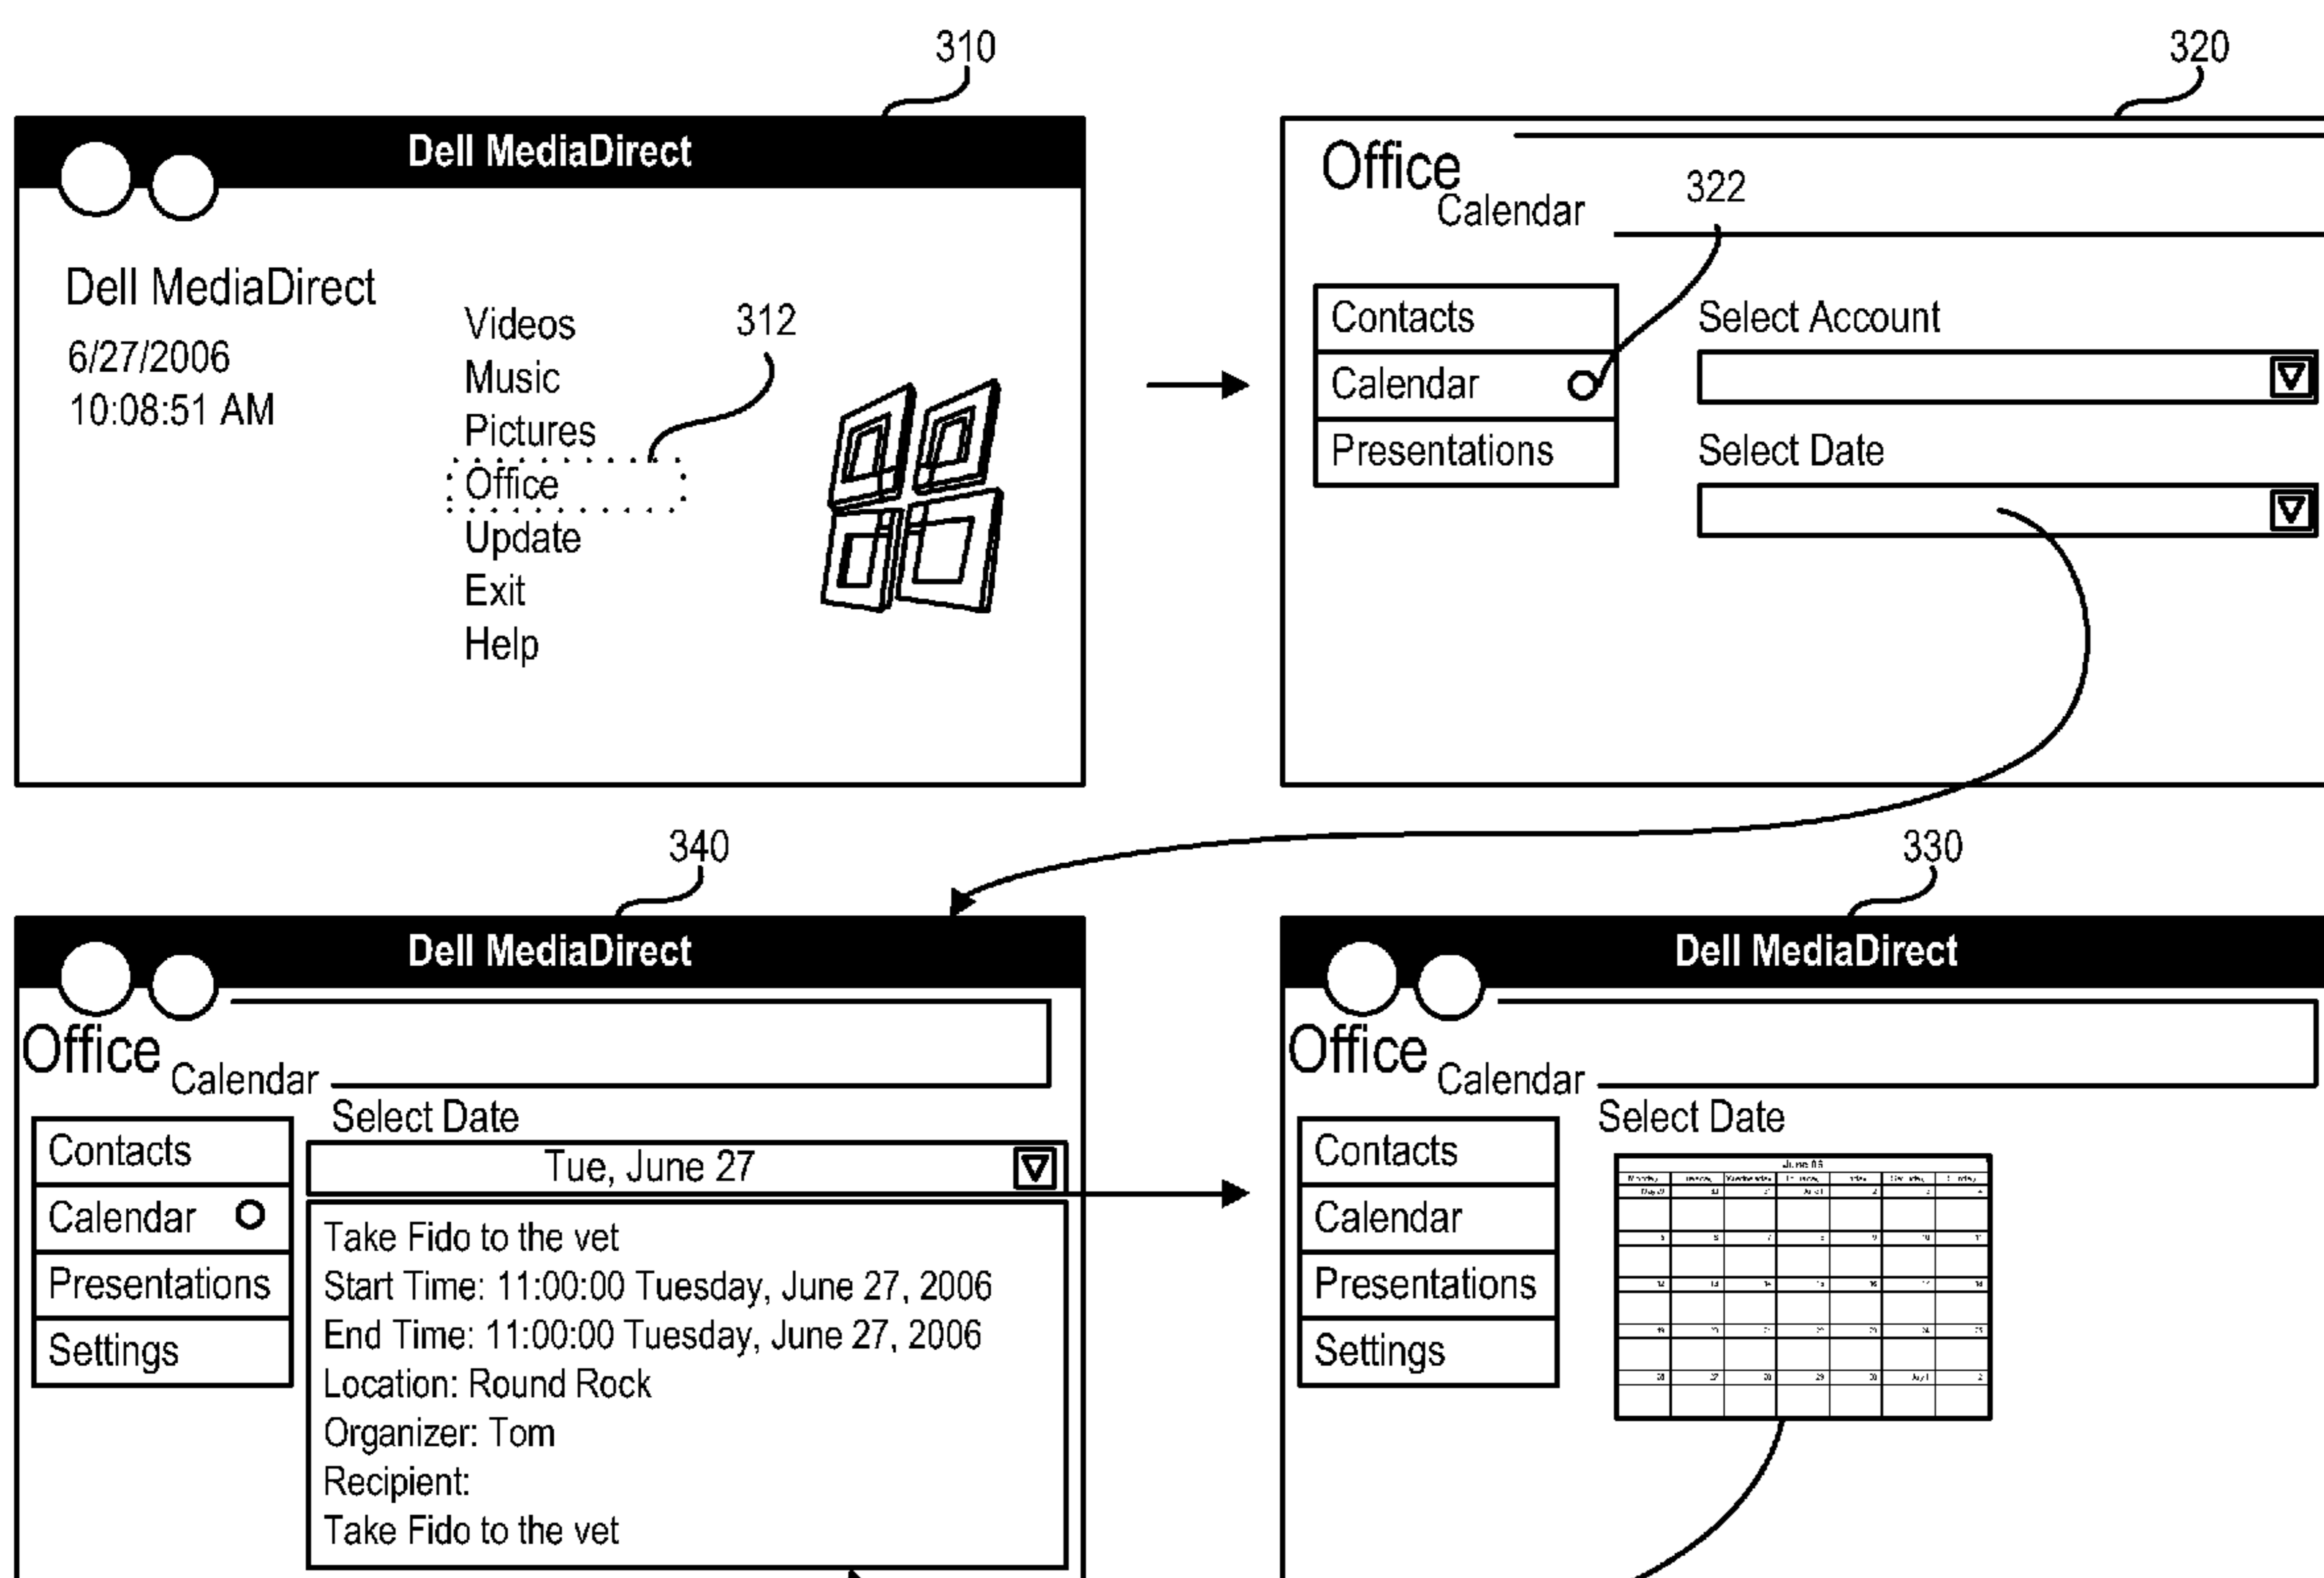 310
Dell MediaDirect
Dell MediaDirect
6/27/2006
10:08:51 AM
Videos
Music
Pictures
Office
Update
Exit
Help
312
320
Office
Calendar
322
Contacts
Calendar
Presentations
Select Account
Select Date
340
Dell MediaDirect
Office
Calendar
Contacts
Calendar
Presentations
Settings
Select Date
Tue, June 27
Take Fido to the vet
Start Time: 11:00:00 Tuesday, June 27, 2006
End Time: 11:00:00 Tuesday, June 27, 2006
Location: Round Rock
Organizer: Tom
Recipient:
Take Fido to the vet
330
Dell MediaDirect
Office
Calendar
Contacts
Calendar
Presentations
Settings
Select Date